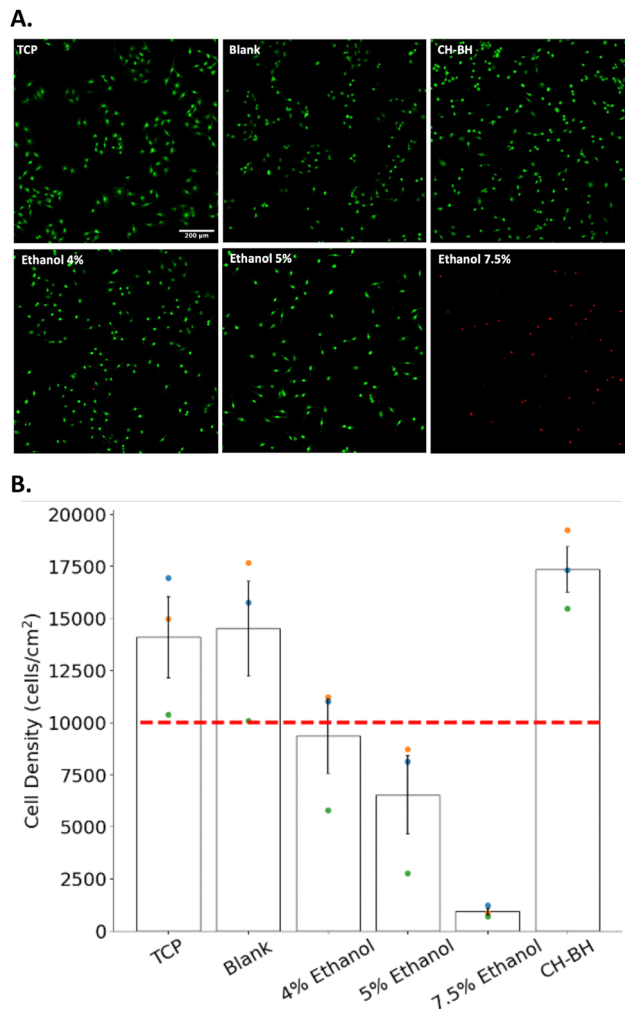 A.
TCP
Blank
CH-BH
200 μm
Ethanol 4%
Ethanol 5%
Ethanol 7.5%
B.
20000
17500
15000
12500
10000
7500
5000
2500
0
Cell Density (cells/cm²)
TCP
Blank
4% Ethanol
5% Ethanol
7.5% Ethanol
CH-BH